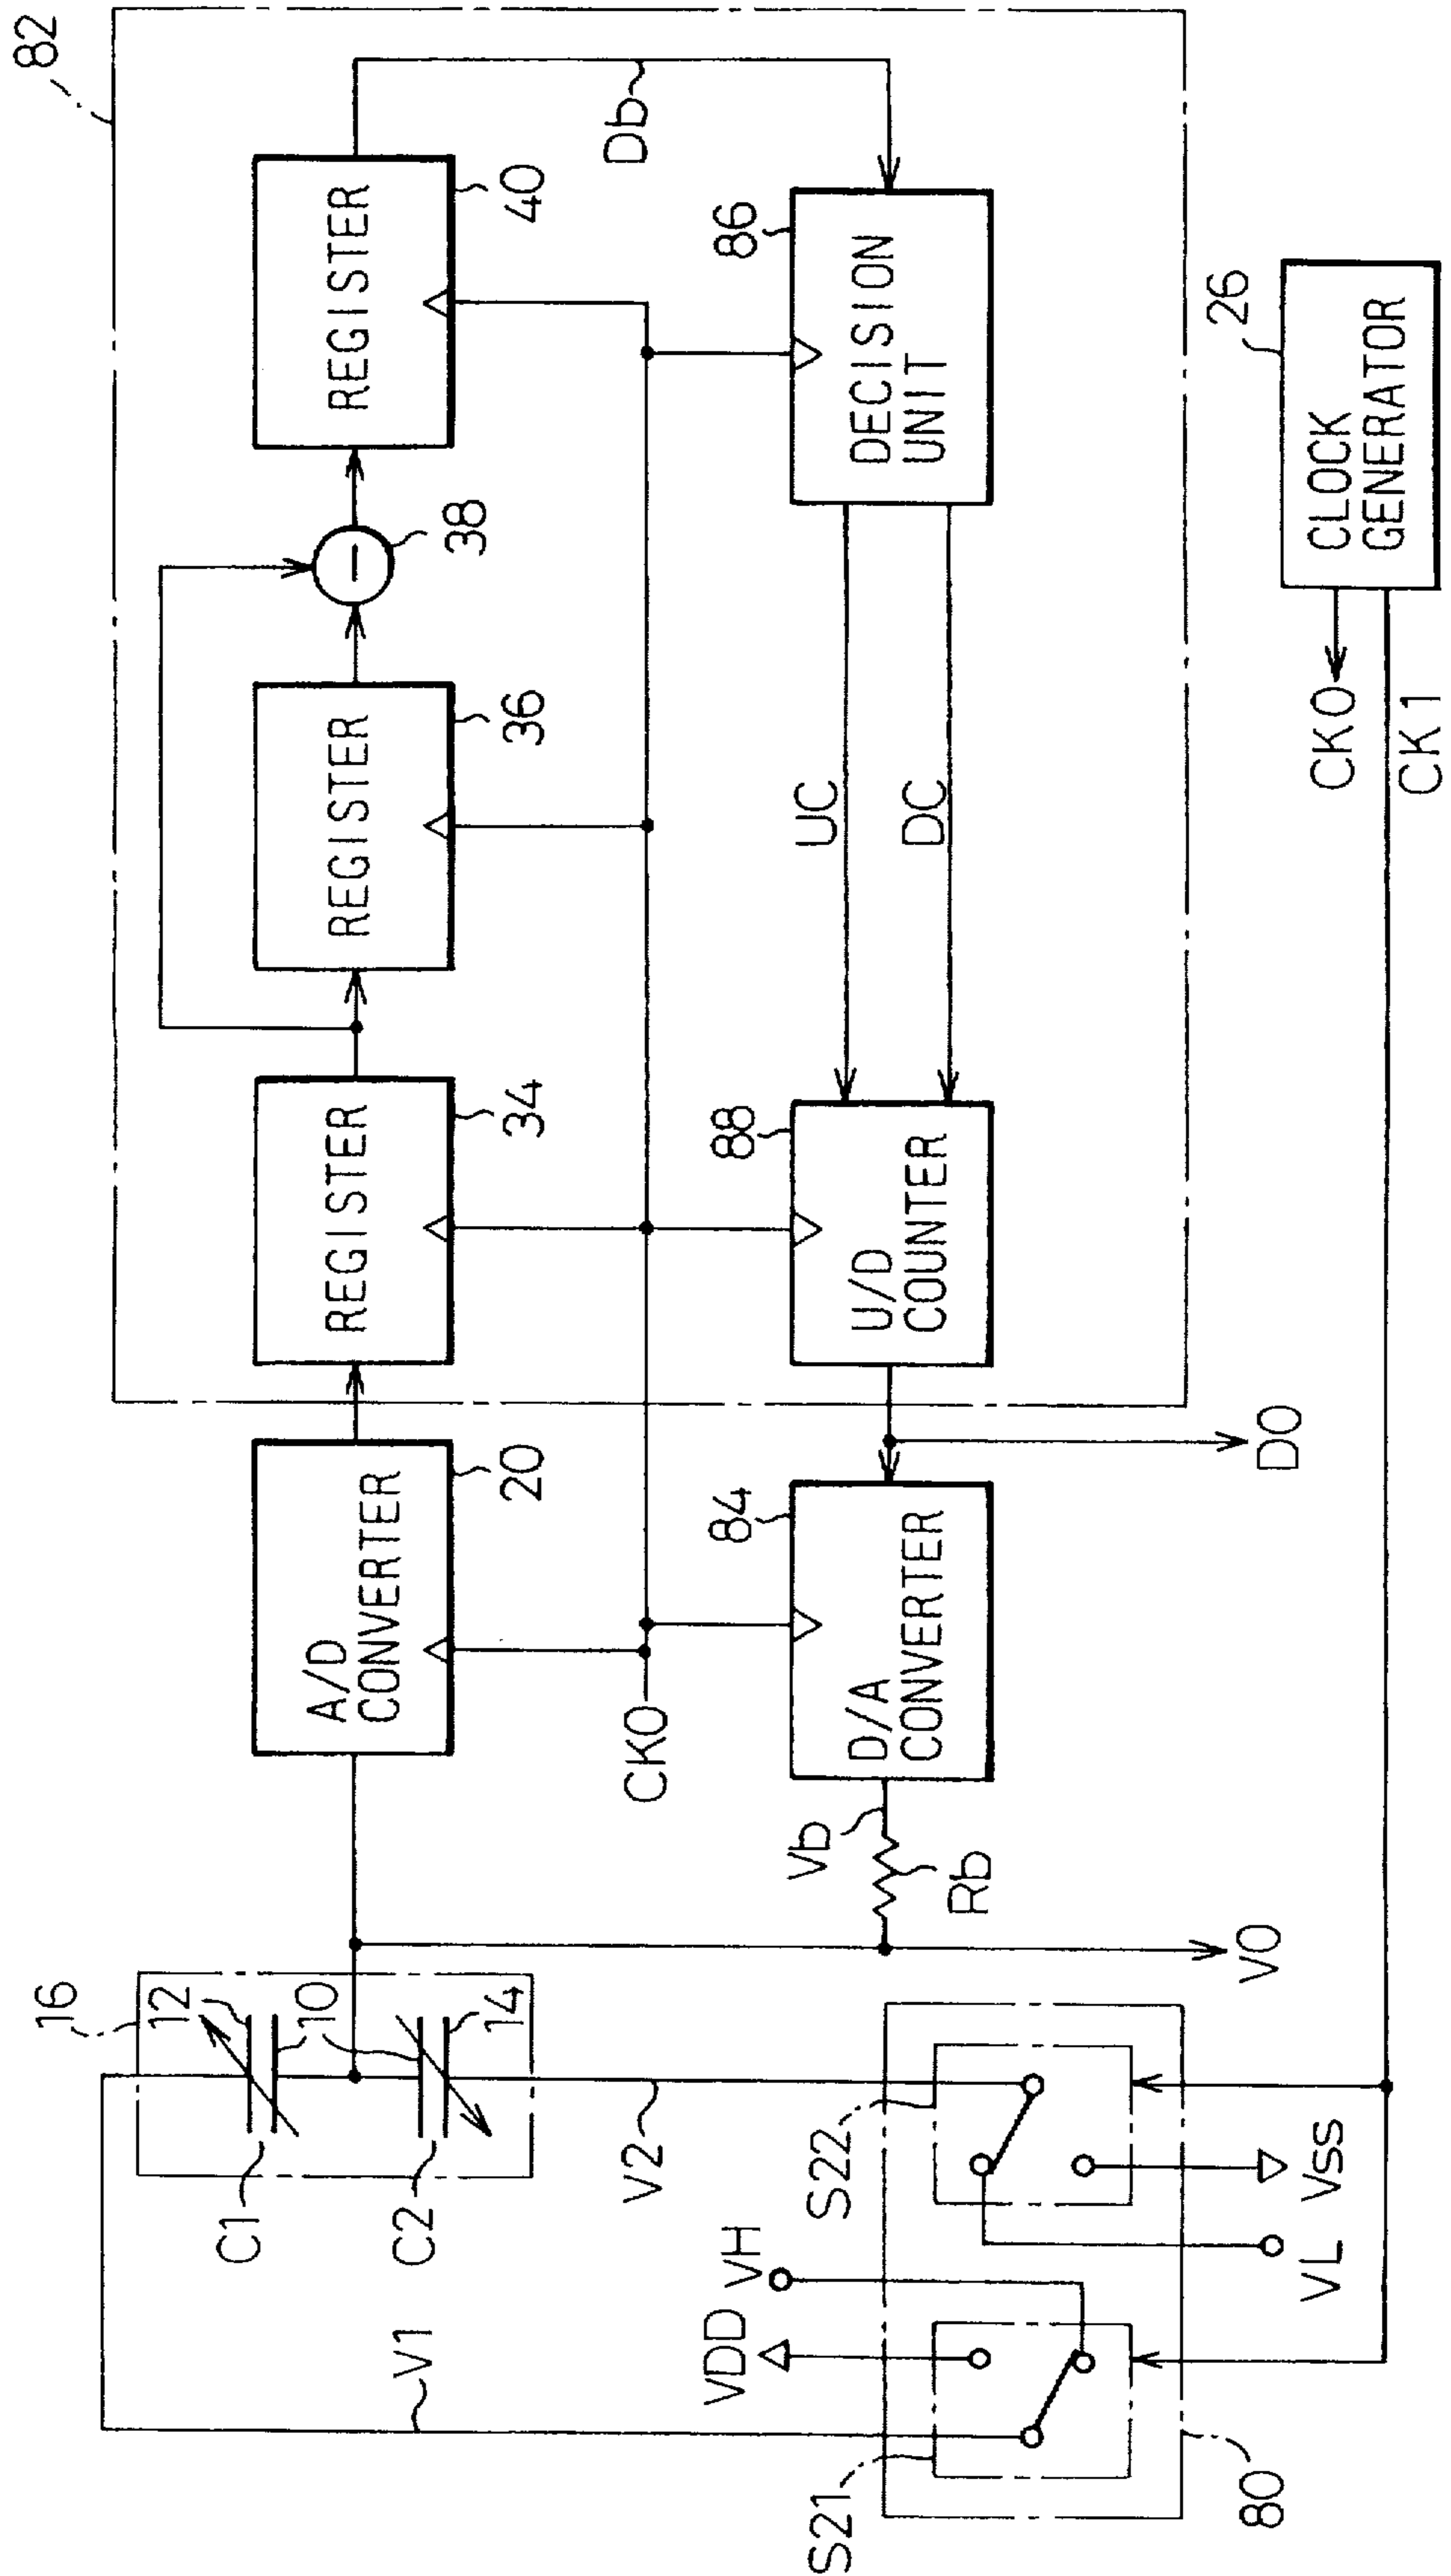 82
REGISTER
40
Db
38
REGISTER
36
REGISTER
34
A/D
CONVERTER
20
CK0
86
DECISION
UNIT
UC
DC
88
U/D
COUNTER
84
D/A
CONVERTER
D0
Vb
Rb
V0
26
CLOCK
GENERATOR
CK0
CK1
16
12
10
14
C1
C2
V1
V2
S22
VH
VDD
Vss
VL
S21
80